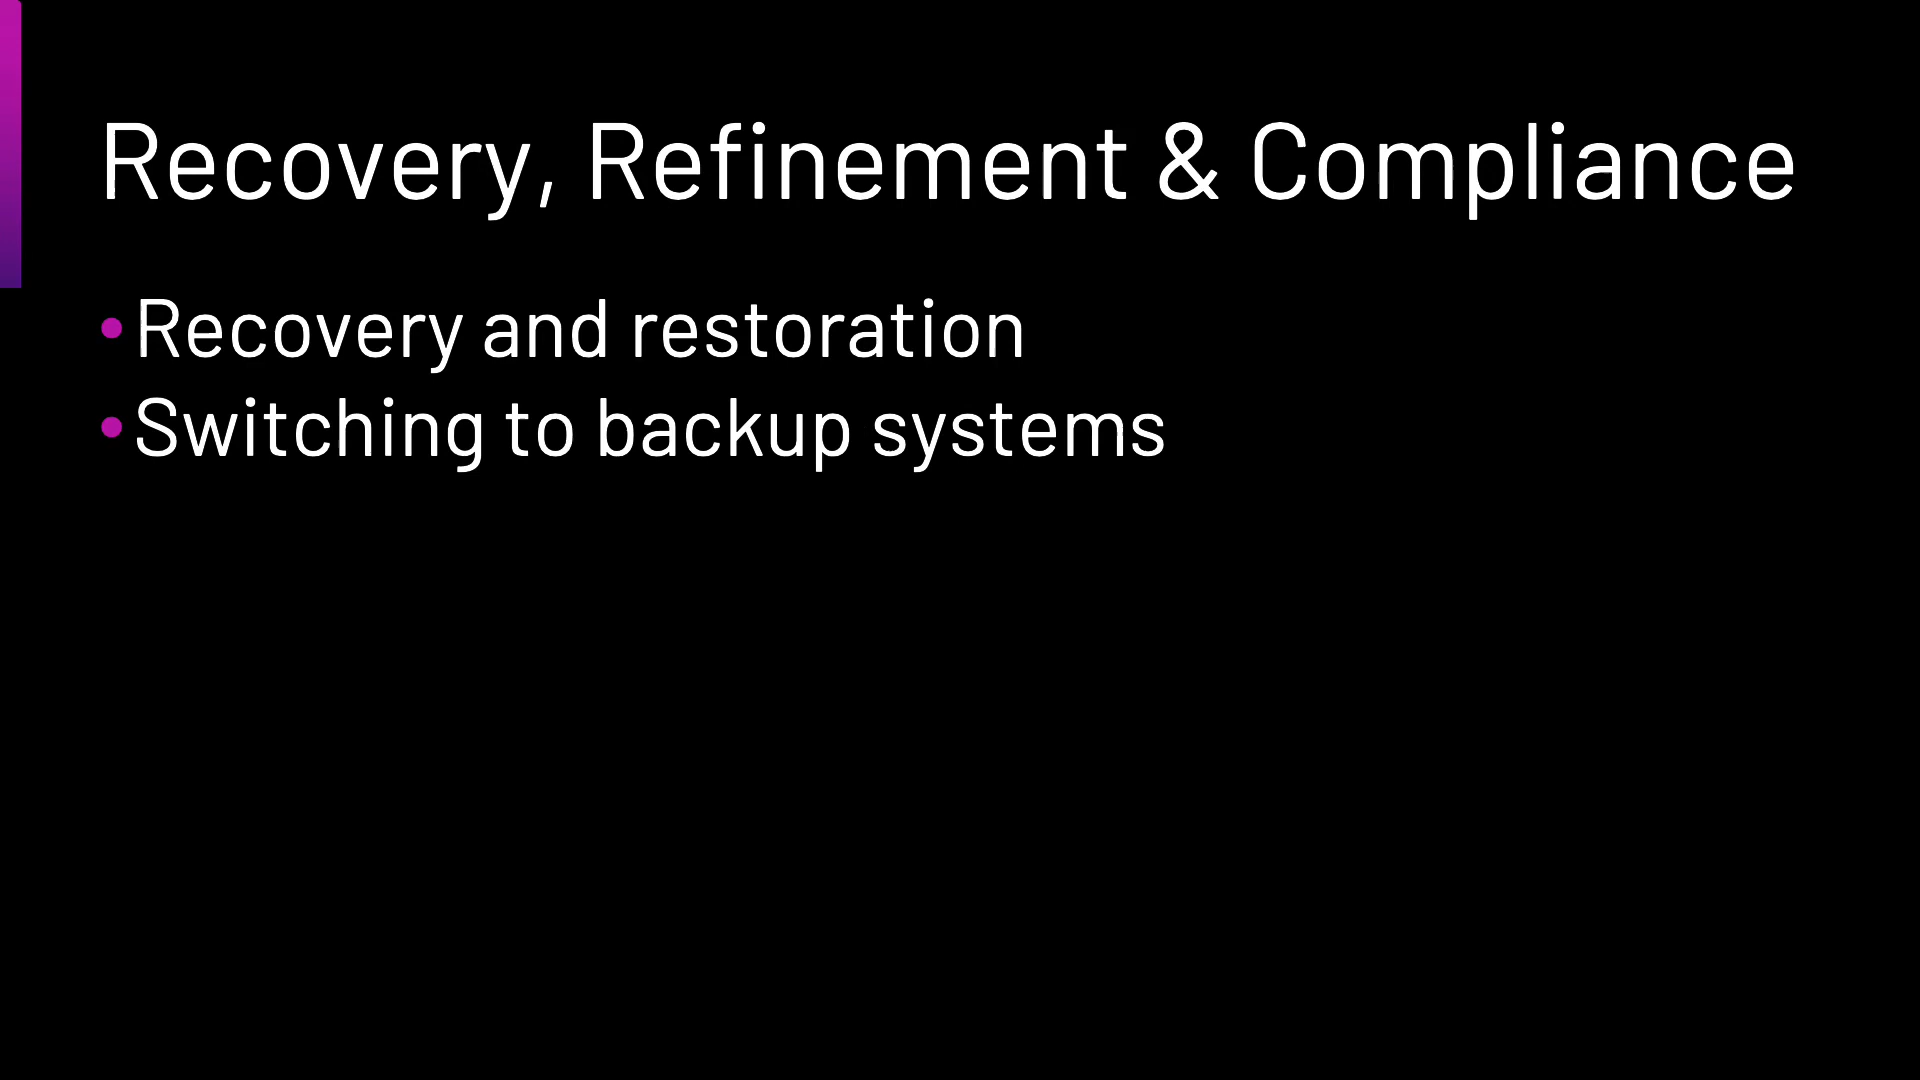 Recovery, Refinement & Compliance
• Recovery and restoration
• Switching to backup systems